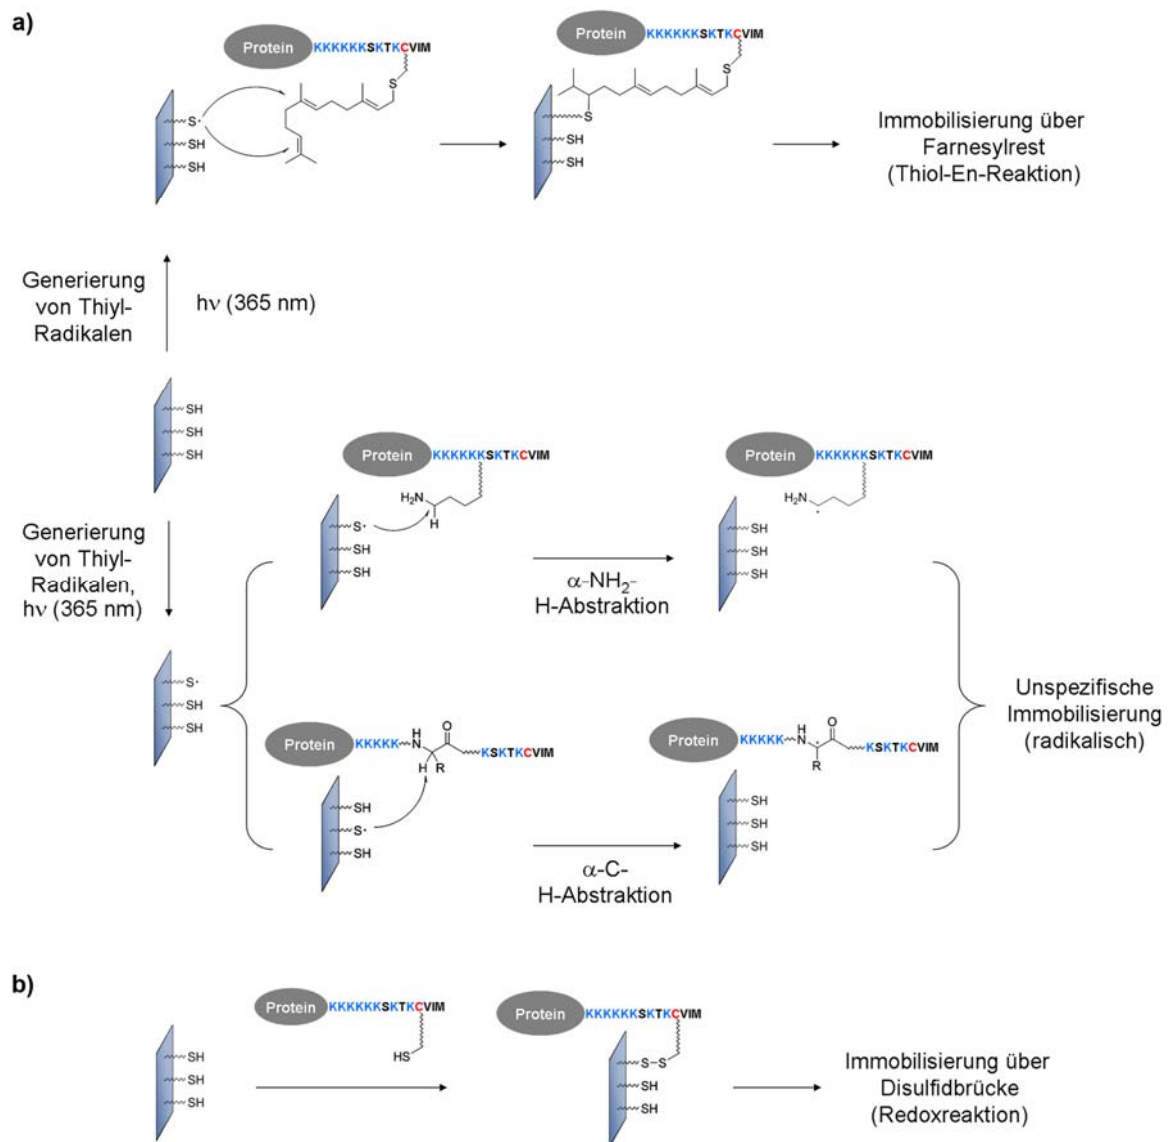 a)
Protein KKKKKKSKTKCVIM
S
S•
SH
SH
Protein KKKKKKSKTKCVIM
S
S
SH
SH
Immobilisierung über
Farnesylrest
(Thiol-En-Reaktion)
Generierung
von Thiyl-
Radikalen
hν (365 nm)
SH
SH
SH
Generierung
von Thiyl-
Radikalen,
hν (365 nm)
S•
SH
SH
Protein KKKKKKSKTKCVIM
H₂N
H
S•
SH
SH
α-NH₂-
H-Abstraktion
Protein KKKKKKSKTKCVIM
H₂N
•
SH
SH
SH
Protein KKKKK N H O KSKTKCVIM
H R
SH
S•
SH
α-C-
H-Abstraktion
Protein KKKKK N H • O KSKTKCVIM
R
SH
SH
SH
Unspezifische
Immobilisierung
(radikalisch)
b)
Protein KKKKKKSKTKCVIM
HS
SH
SH
SH
Protein KKKKKKSKTKCVIM
S-S
SH
SH
Immobilisierung über
Disulfidbrücke
(Redoxreaktion)